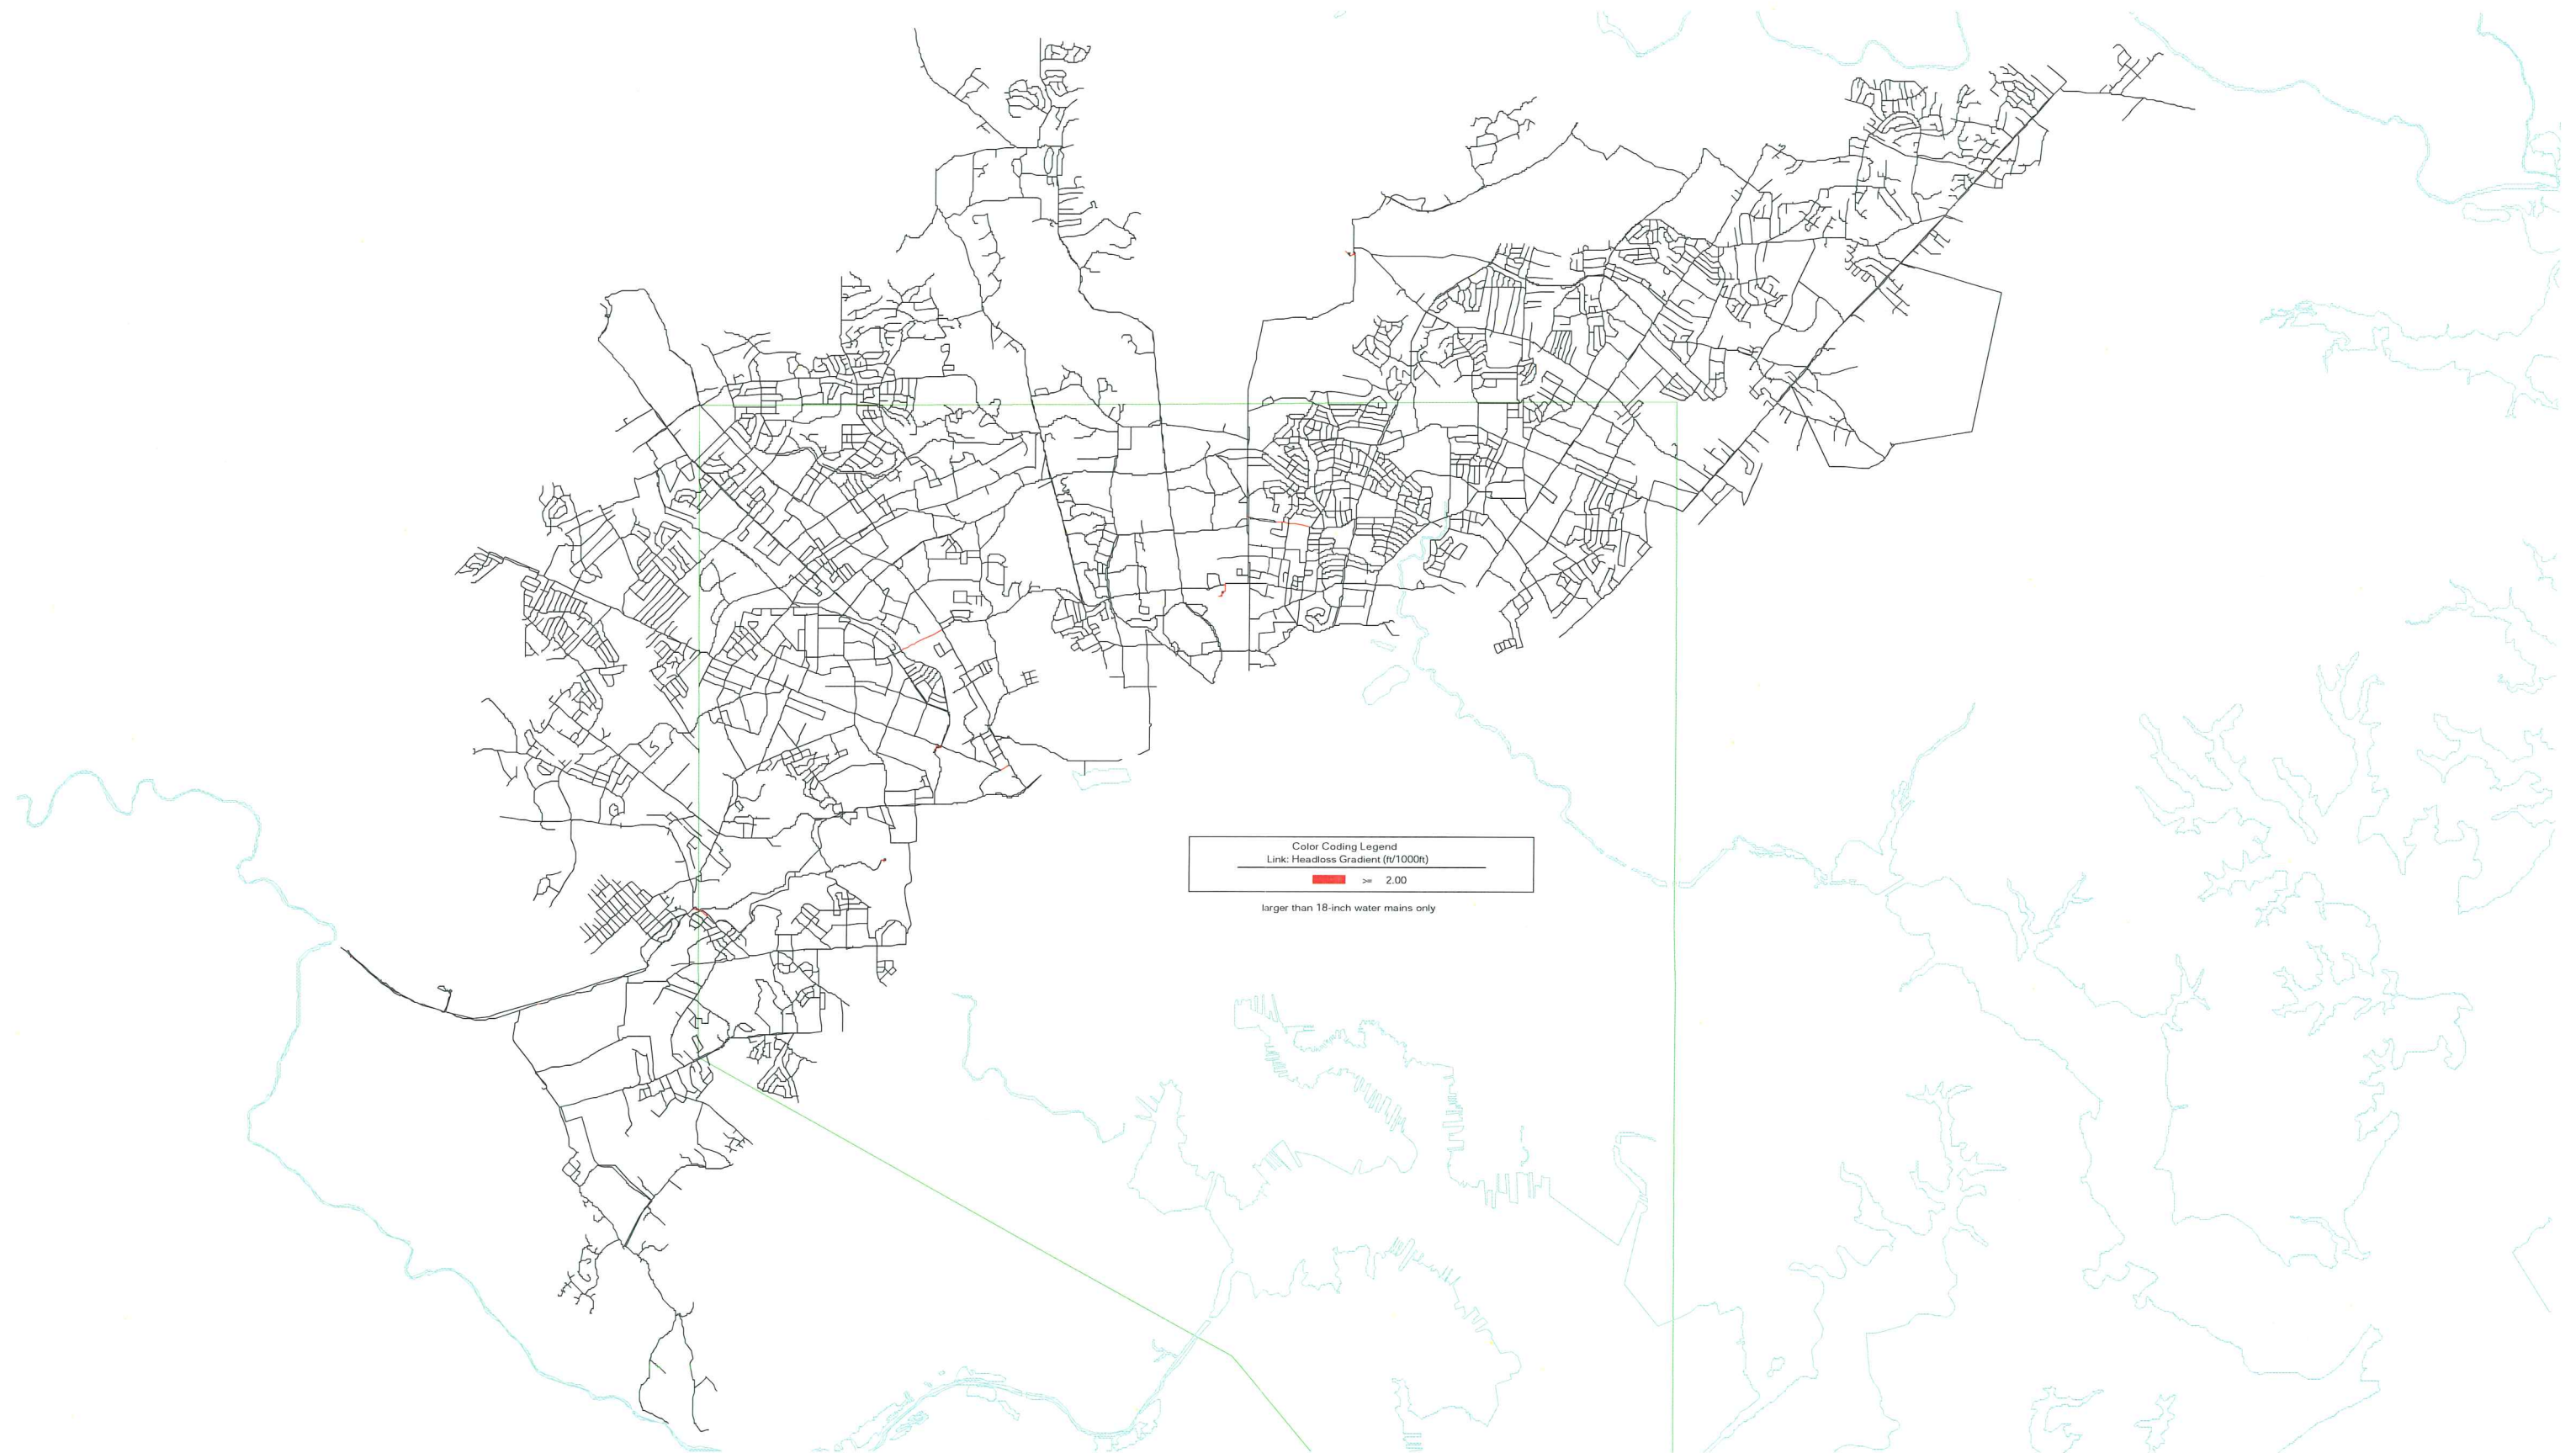 Color Coding Legend
Link: Headloss Gradient (ft/1000ft)
>= 2.00
larger than 18-inch water mains only